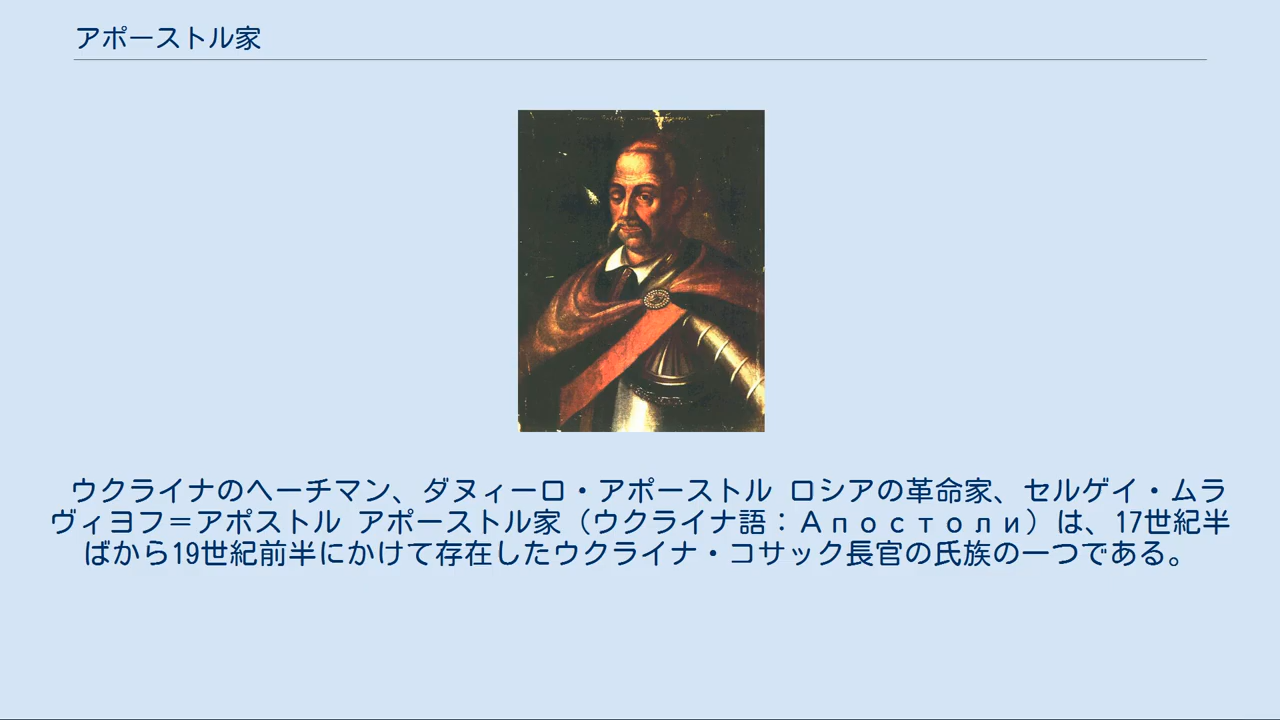 アポーストル家
ウクライナのヘーチマン、ダヌィーロ・アポーストル ロシアの革命家、セルゲイ・ムラ
ヴィヨフ＝アポストル アポーストル家（ウクライナ語：Апостоли）は、17世紀半
ばから19世紀前半にかけて存在したウクライナ・コサック長官の氏族の一つである。